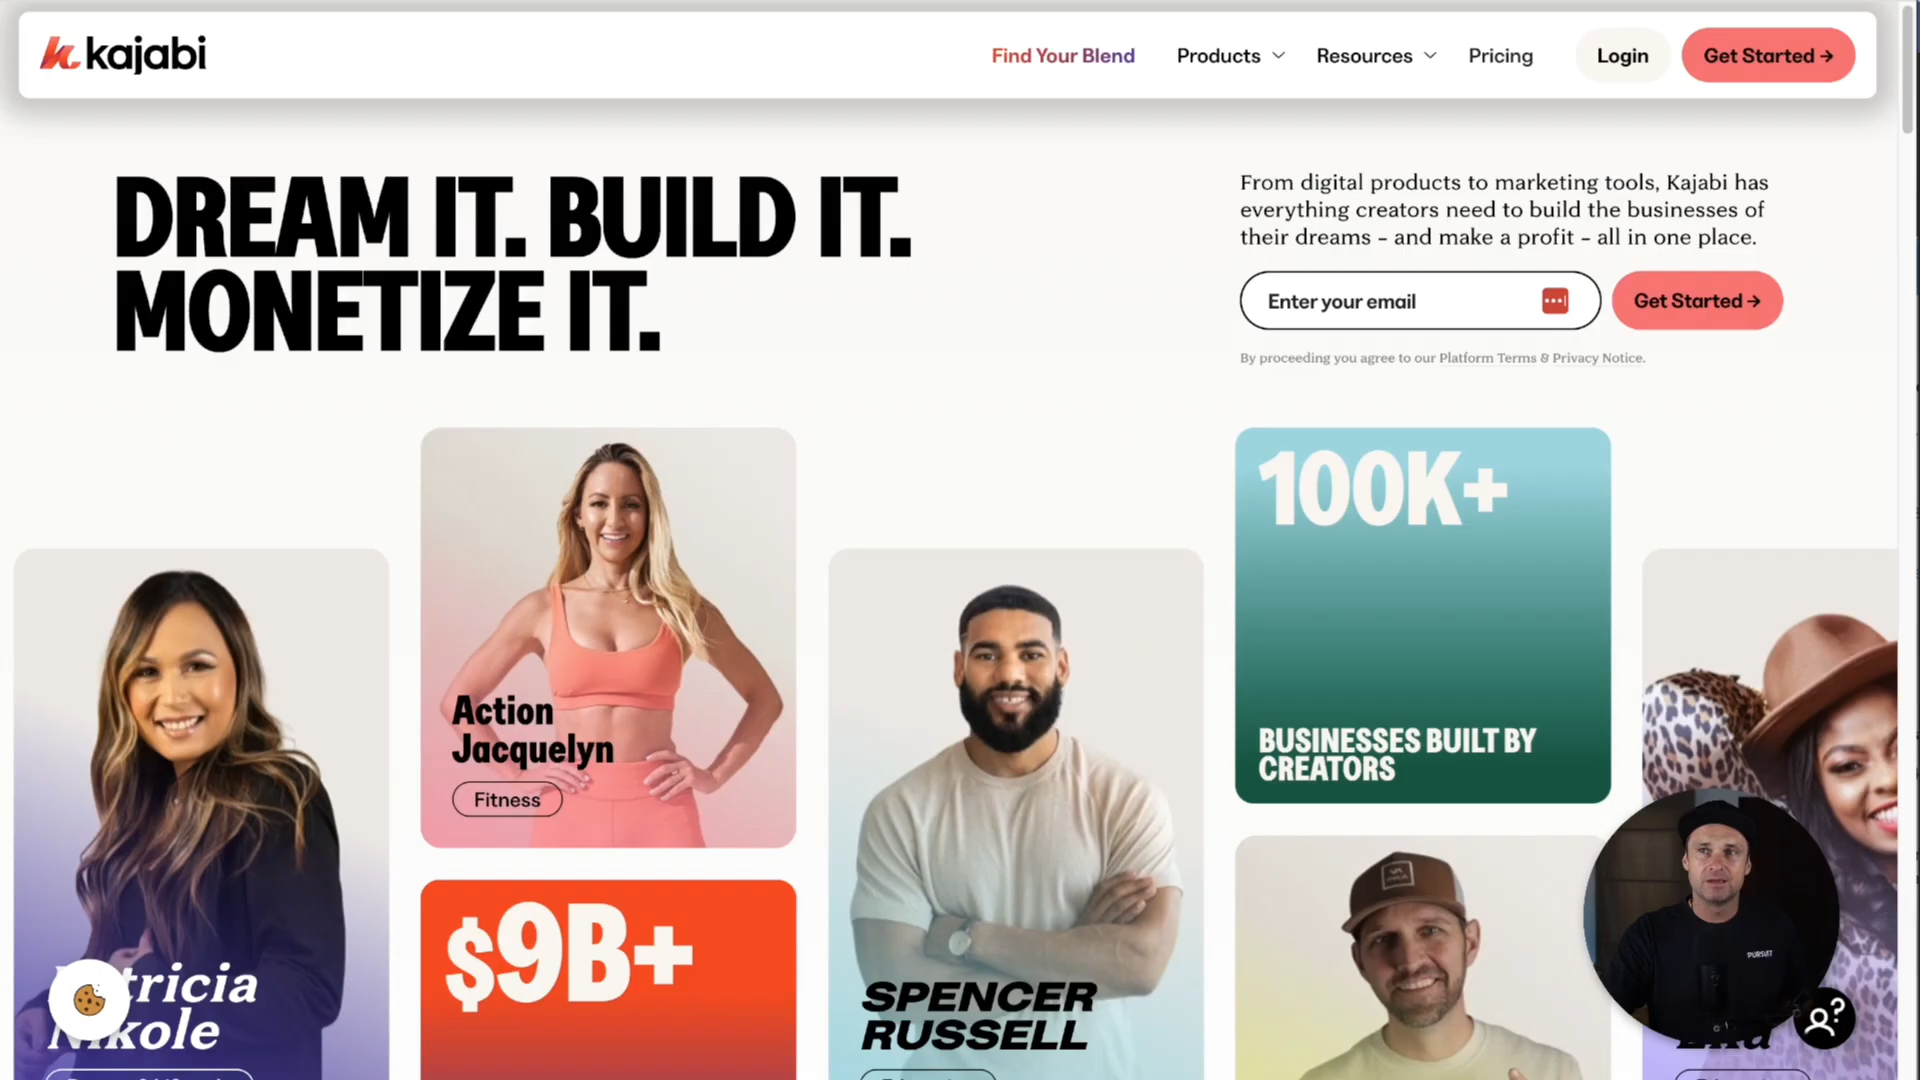 kajabi
Find Your Blend
Products
Resources
Pricing
Login
Get Started →
DREAM IT. BUILD IT.
MONETIZE IT.
From digital products to marketing tools, Kajabi has
everything creators need to build the businesses of
their dreams – and make a profit – all in one place.
Enter your email
Get Started →
By proceeding you agree to our Platform Terms & Privacy Notice.
Action
Jacquelyn
Fitness
100K+
BUSINESSES BUILT BY
CREATORS
$9B+
Nikole
SPENCER
RUSSELL
PURSUIT